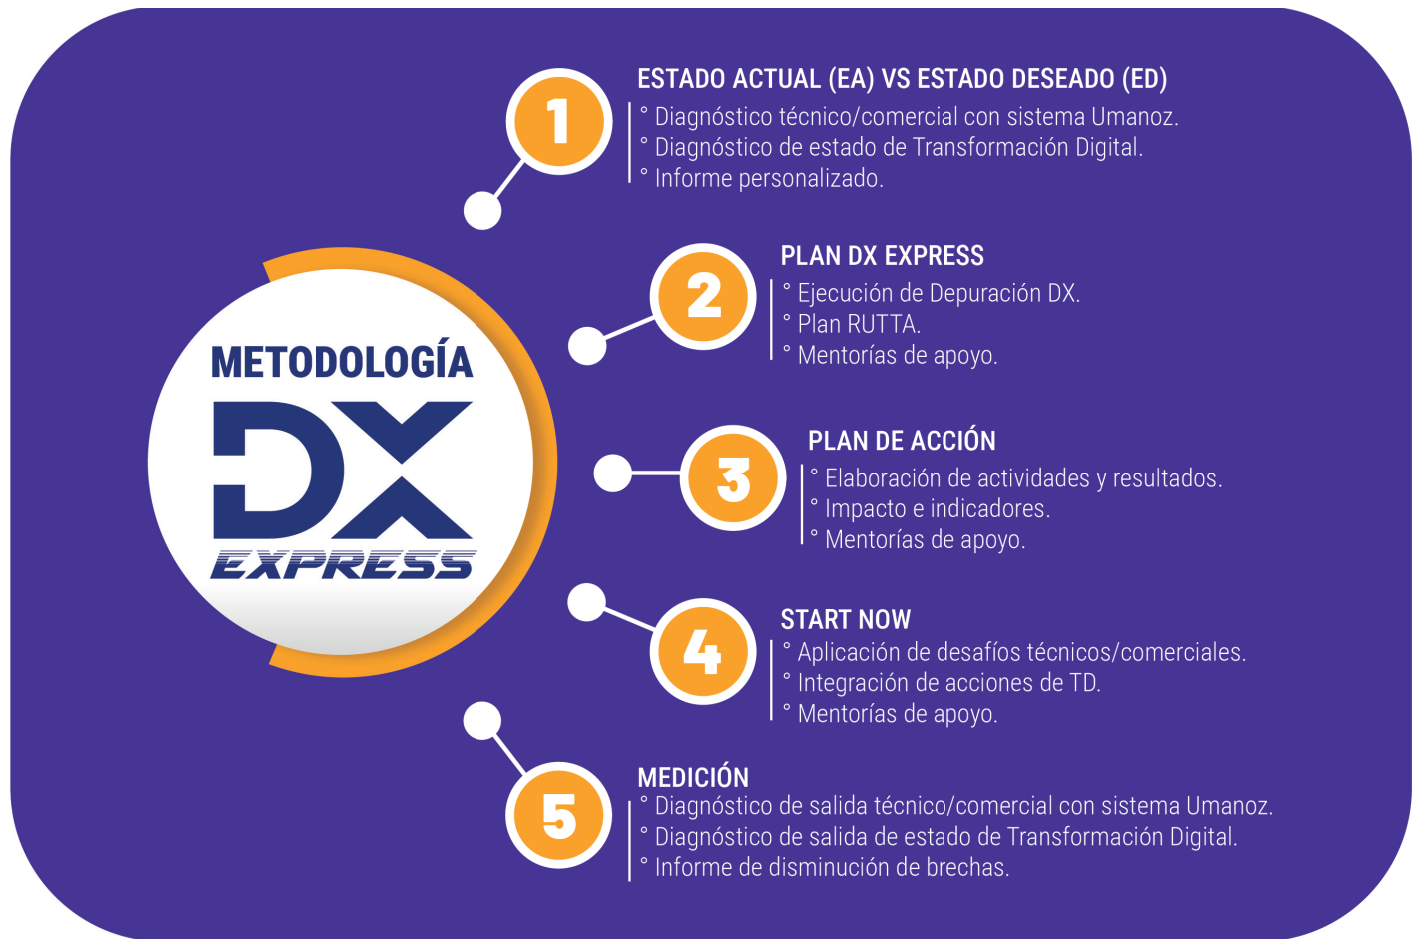 METODOLOGÍA
DX
EXPRESS
1
ESTADO ACTUAL (EA) VS ESTADO DESEADO (ED)
° Diagnóstico técnico/comercial con sistema Umanoz.
° Diagnóstico de estado de Transformación Digital.
° Informe personalizado.
2
PLAN DX EXPRESS
° Ejecución de Depuración DX.
° Plan RUTTA.
° Mentorías de apoyo.
3
PLAN DE ACCIÓN
° Elaboración de actividades y resultados.
° Impacto e indicadores.
° Mentorías de apoyo.
4
START NOW
° Aplicación de desafíos técnicos/comerciales.
° Integración de acciones de TD.
° Mentorías de apoyo.
5
MEDICIÓN
° Diagnóstico de salida técnico/comercial con sistema Umanoz.
° Diagnóstico de salida de estado de Transformación Digital.
° Informe de disminución de brechas.